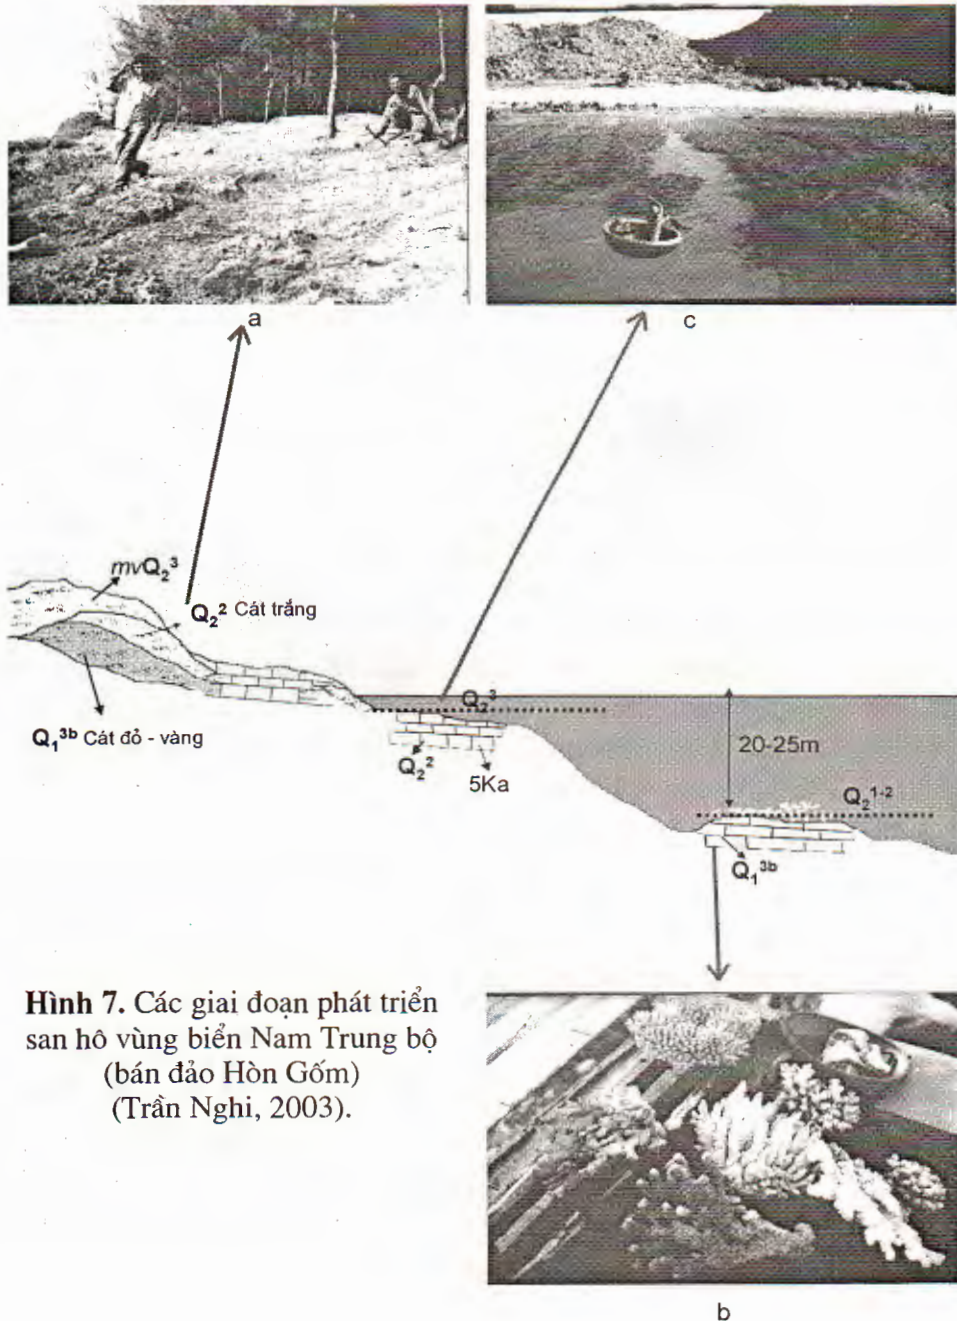 a
c
mvQ₂³
Q₂² Cát trắng
Q₁³ᵇ Cát đỏ - vàng
Q₂³
Q₂²
5Ka
20-25m
Q₂¹⁻²
Q₁³ᵇ
Hình 7. Các giai đoạn phát triển
san hô vùng biển Nam Trung bộ
(bán đảo Hòn Gốm)
(Trần Nghi, 2003).
b